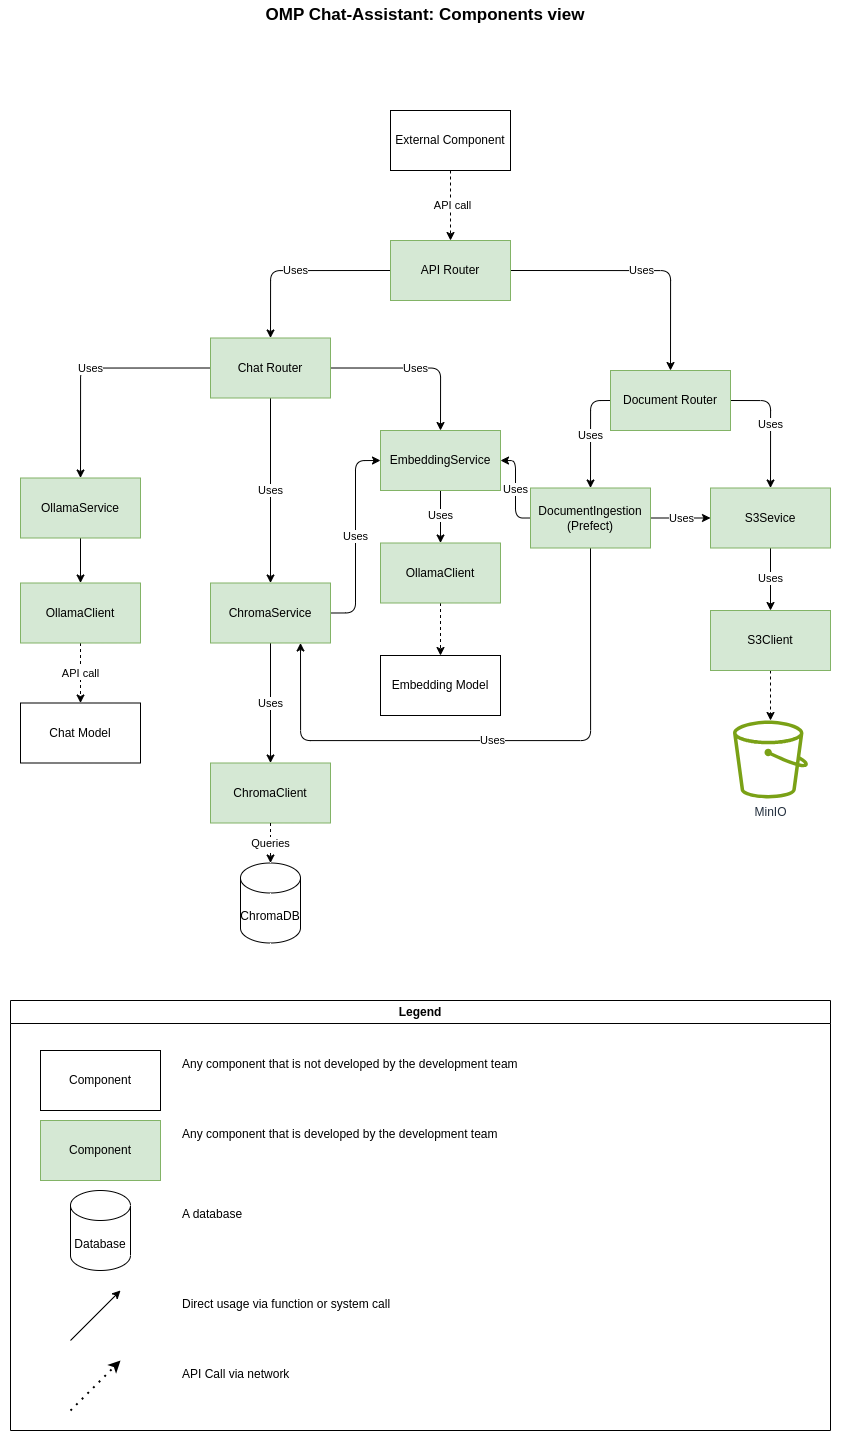 OMP Chat-Assistant: Components view
External Component
API call
API Router
Uses
Uses
Chat Router
Uses
Uses
Document Router
Uses
Uses
EmbeddingService
Uses
OllamaService
Uses
Uses
Uses
DocumentIngestion
(Prefect)
Uses
S3Sevice
Uses
OllamaClient
Uses
OllamaClient
ChromaService
S3Client
API call
Embedding Model
Uses
Chat Model
Uses
ChromaClient
MinIO
Queries
ChromaDB
Legend
Component
Any component that is not developed by the development team
Component
Any component that is developed by the development team
Database
A database
Direct usage via function or system call
API Call via network